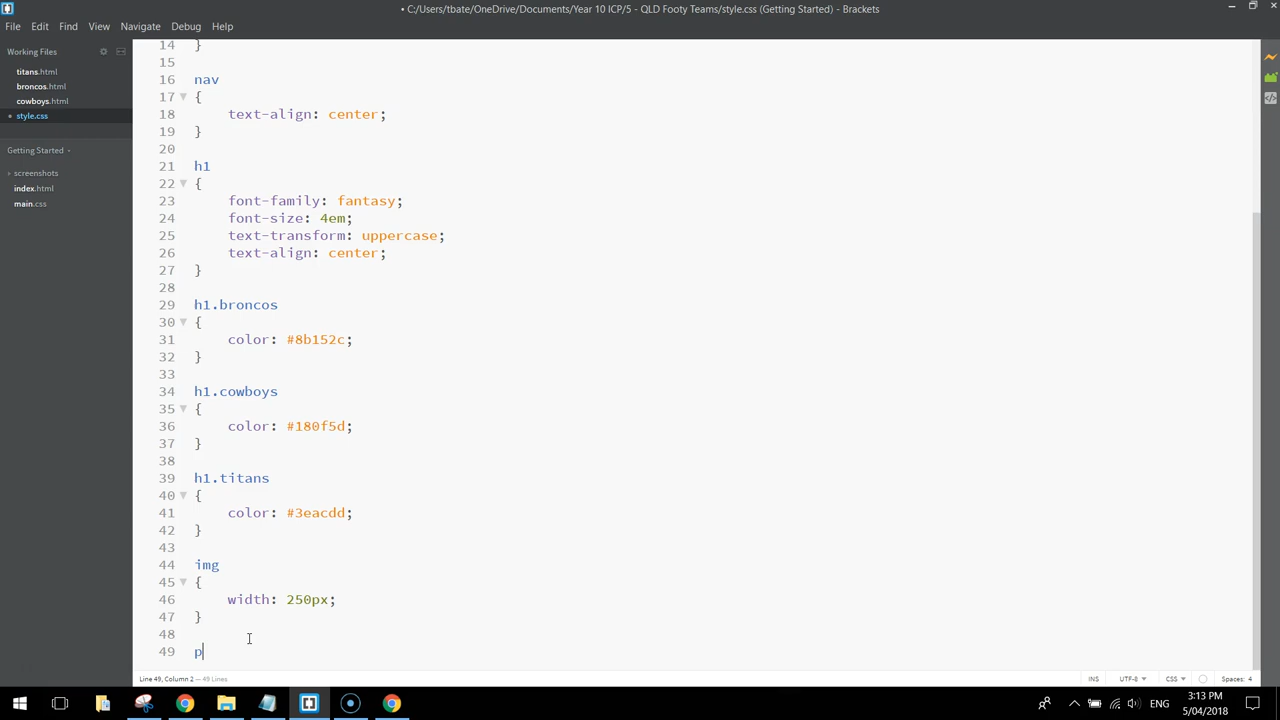 • C:/Users/tbate/OneDrive/Documents/Year 10 ICP/5 - QLD Footy Teams/style.css (Getting Started) - Brackets
File Edit Find View Navigate Debug Help
Working Files
titans.html
broncos.html
cowboys.html
• style.css
Getting Started
screenshots
index.html
main.css
14 }
15
16 nav
17 {
18 text-align: center;
19 }
20
21 h1
22 {
23 font-family: fantasy;
24 font-size: 4em;
25 text-transform: uppercase;
26 text-align: center;
27 }
28
29 h1.broncos
30 {
31 color: #8b152c;
32 }
33
34 h1.cowboys
35 {
36 color: #180f5d;
37 }
38
39 h1.titans
40 {
41 color: #3eacdd;
42 }
43
44 img
45 {
46 width: 250px;
47 }
48
49 p
Line 49, Column 2 — 49 Lines
INS UTF-8 CSS Spaces: 4
ENG
3:13 PM
5/04/2018